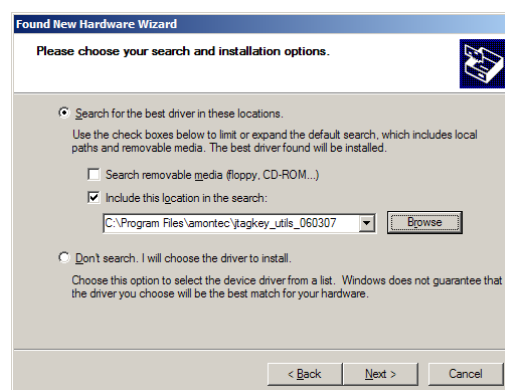 Found New Hardware Wizard
Please choose your search and installation options.
Search for the best driver in these locations.
Use the check boxes below to limit or expand the default search, which includes local
paths and removable media. The best driver found will be installed.
Search removable media (floppy, CD-ROM...)
Include this location in the search:
C:\Program Files\amontec\jtagkey_utils_060307
Browse
Don't search. I will choose the driver to install.
Choose this option to select the device driver from a list. Windows does not guarantee that
the driver you choose will be the best match for your hardware.
< Back
Next >
Cancel